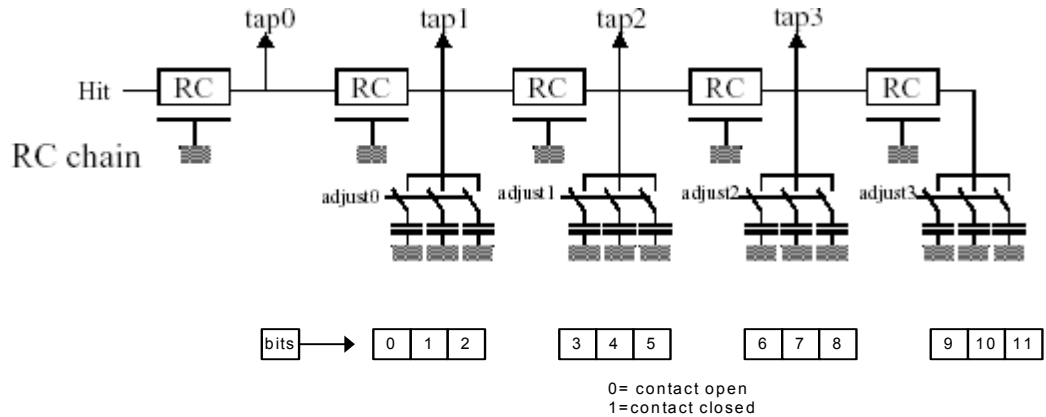 tap0 tap1 tap2 tap3
Hit RC RC RC RC RC
RC chain
adjust0 adjust1 adjust2 adjust3
bits 0 1 2 3 4 5 6 7 8 9 10 11
0= contact open
1=contact closed